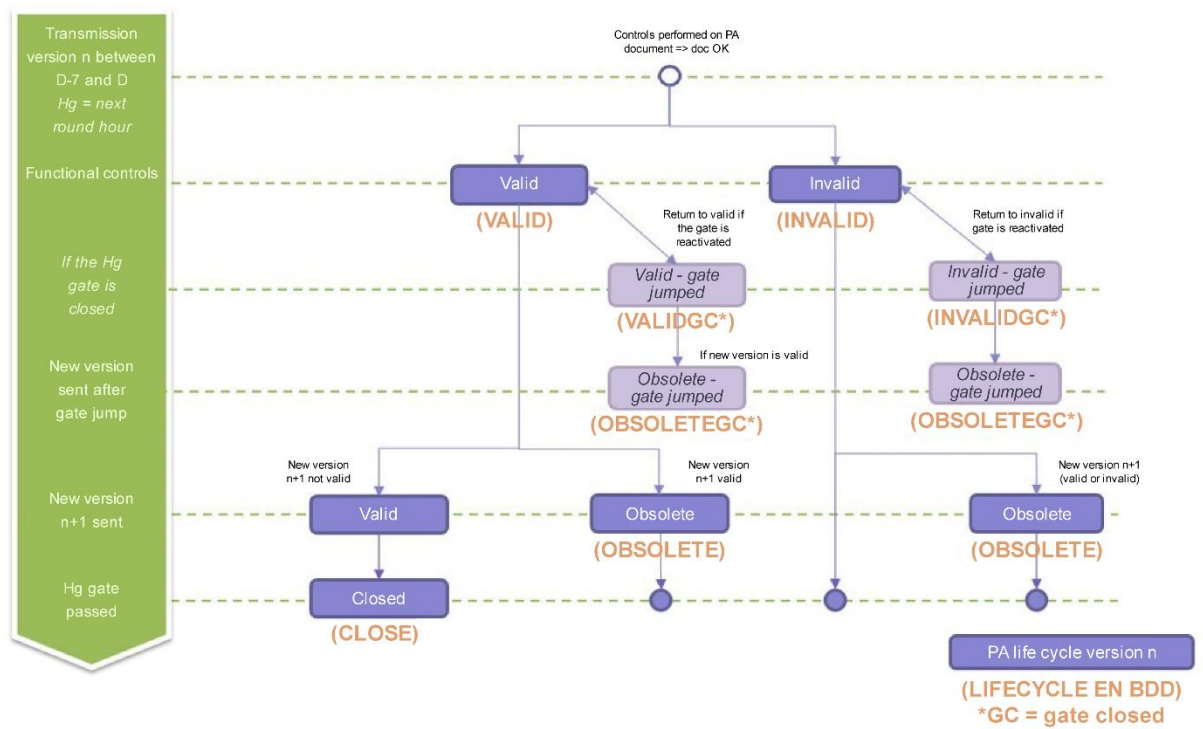 Transmission
version n between
D-7 and D
Hg = next
round hour
Controls performed on PA
document => doc OK
Functional controls
Valid
(VALID)
Invalid
(INVALID)
Return to valid if
the gate is
reactivated
Return to invalid if
gate is reactivated
If the Hg
gate is
closed
Valid - gate
jumped
(VALIDGC*)
Invalid - gate
jumped
(INVALIDGC*)
New version
sent after
gate jump
If new version is valid
Obsolete -
gate jumped
(OBSOLETEGC*)
Obsolete -
gate jumped
(OBSOLETEGC*)
New version
n+1 sent
New version
n+1 not valid
Valid
New version
n+1 valid
Obsolete
(OBSOLETE)
New version n+1
(valid or invalid)
Obsolete
(OBSOLETE)
Hg gate
passed
Closed
(CLOSE)
PA life cycle version n
(LIFECYCLE EN BDD)
*GC = gate closed